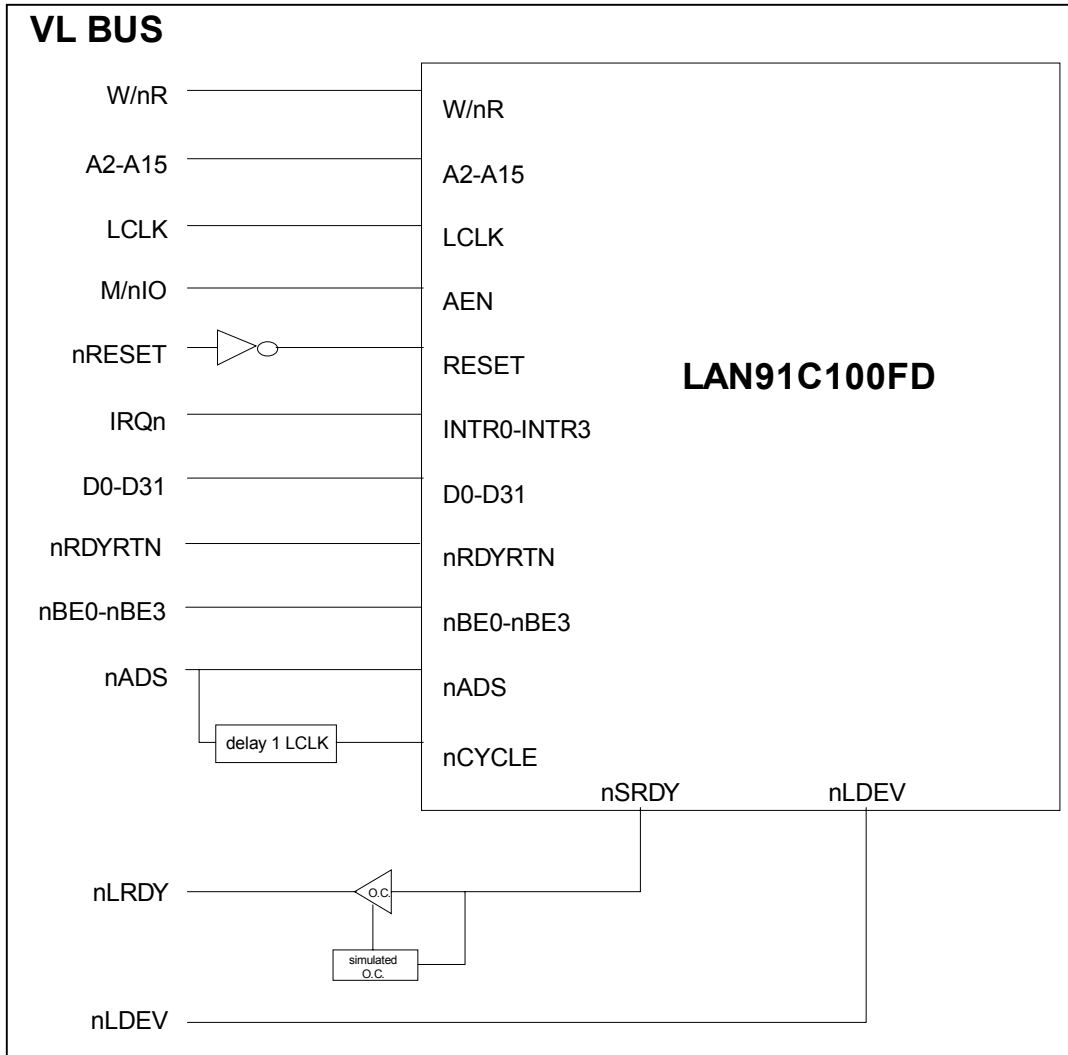 VL BUS
W/nR
W/nR
A2-A15
A2-A15
LCLK
LCLK
M/nIO
AEN
nRESET
RESET
LAN91C100FD
IRQn
INTR0-INTR3
D0-D31
D0-D31
nRDYRTN
nRDYRTN
nBE0-nBE3
nBE0-nBE3
nADS
nADS
delay 1 LCLK
nCYCLE
nSRDY
nLDEV
nLRDY
O.C.
simulated
O.C.
nLDEV